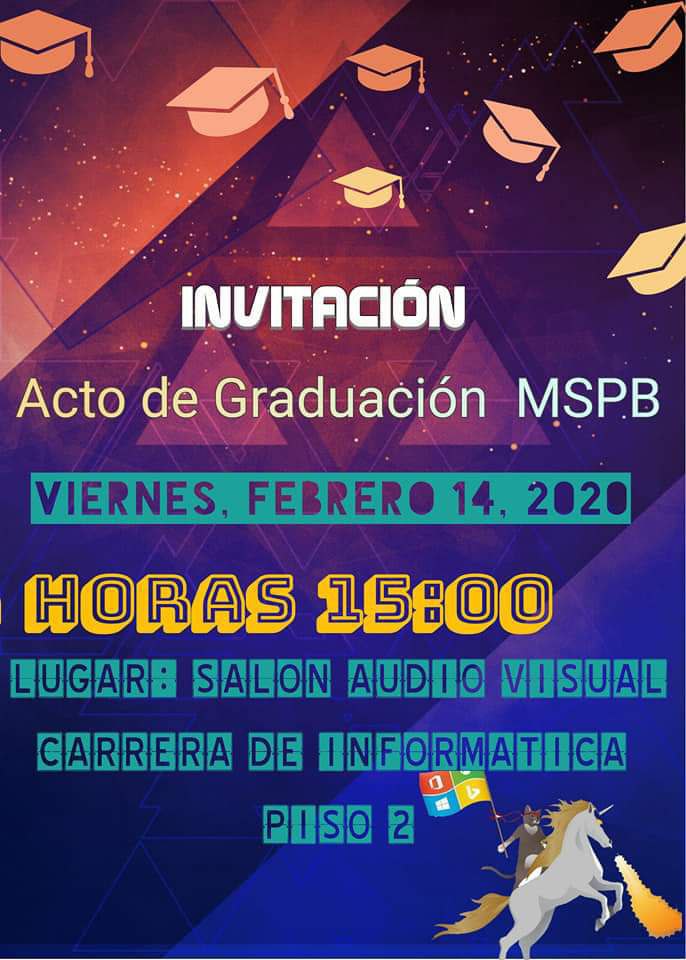 INVITACIÓN
Acto de Graduación MSPB
VIERNES, FEBRERO 14, 2020
HORAS 15:00
LUGAR: SALON AUDIO VISUAL
CARRERA DE INFORMATICA
PISO 2